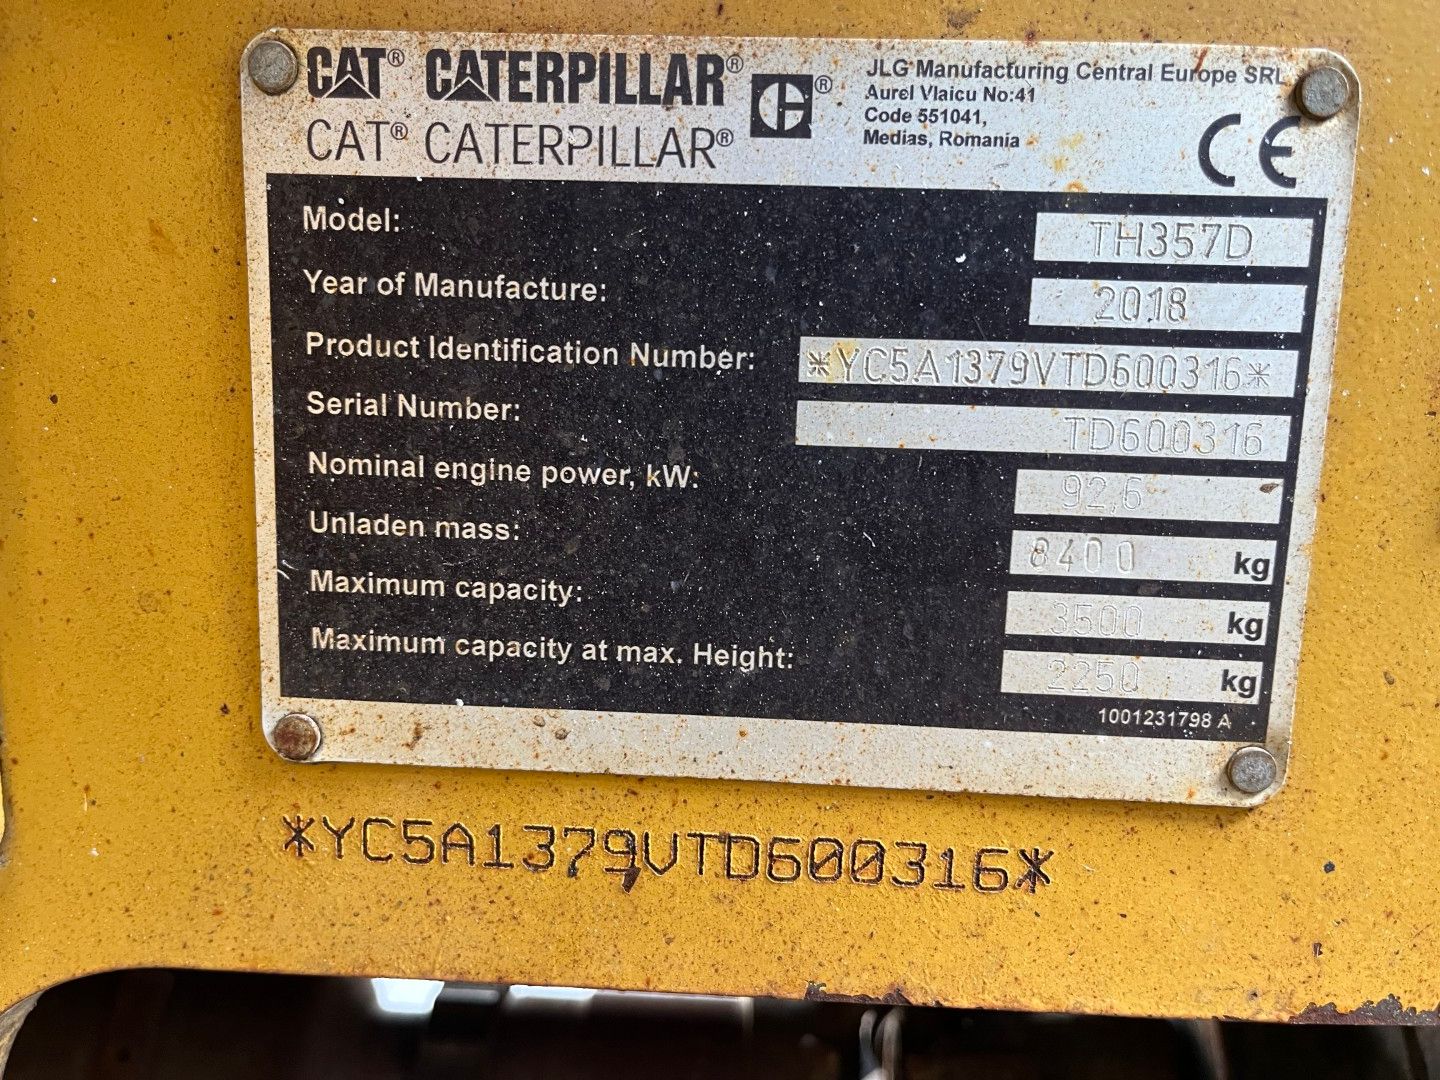 CAT® CATERPILLAR® ®
CAT® CATERPILLAR®
JLG Manufacturing Central Europe SRL
Aurel Vlaicu No:41
Code 551041,
Medias, Romania
CE
Model: TH357D
Year of Manufacture: 2018
Product Identification Number: *YC5A1379VTD600316*
Serial Number: TD600316
Nominal engine power, kW: 92,6
Unladen mass: 8400 kg
Maximum capacity: 3500 kg
Maximum capacity at max. Height: 2250 kg
1001231798 A
*YC5A1379VTD600316*